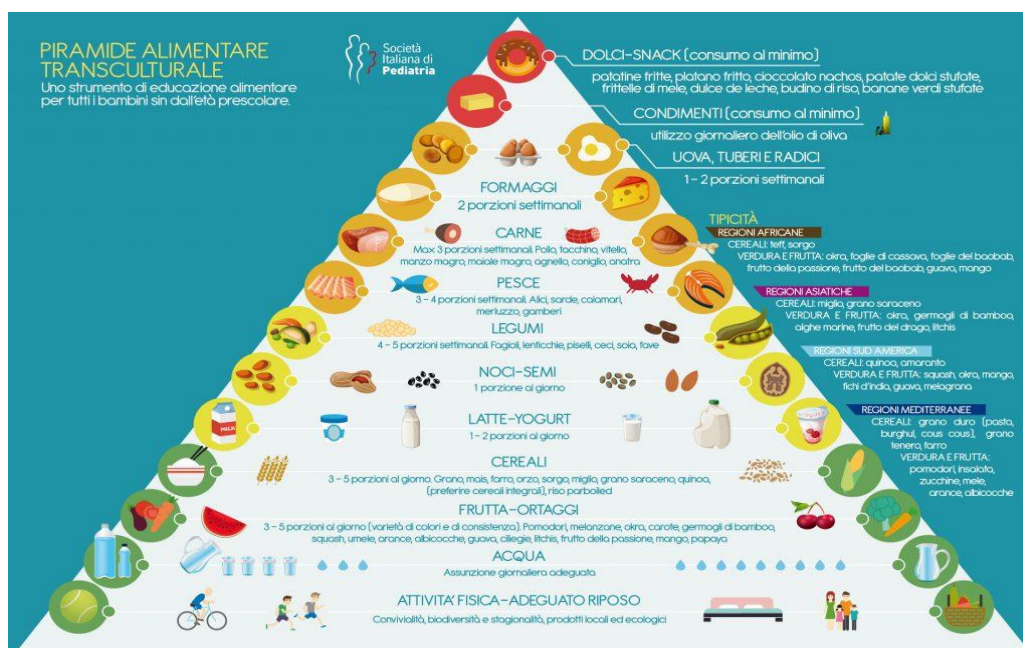 PIRAMIDE ALIMENTARE
TRANSCULTURALE
Uno strumento di educazione alimentare
per tutti i bambini sin dall'età prescolare.
Società
Italiana di
Pediatria
DOLCI-SNACK (consumo al minimo)
patatine fritte, platano fritto, cioccolato nachos, patate dolci stufate,
frittelle di mele, dulce de leche, budino di riso, banane verdi stufate
CONDIMENTI (consumo al minimo)
utilizzo giornaliero dell'olio di oliva
UOVA, TUBERI E RADICI
1 – 2 porzioni settimanali
FORMAGGI
2 porzioni settimanali
CARNE
Max 3 porzioni settimanali. Pollo, tacchino, vitello,
manzo magro, maiale magro, agnello, coniglio, anatra
PESCE
3 – 4 porzioni settimanali. Alici, sarde, calamari,
merluzzo, gamberi
LEGUMI
4 – 5 porzioni settimanali. Fagioli, lenticchie, piselli, ceci, soia, fave
NOCI-SEMI
1 porzione al giorno
LATTE-YOGURT
1 – 2 porzioni al giorno
MILK
CEREALI
3 – 5 porzioni al giorno. Grano, mais, farro, orzo, sorgo, miglio, grano saraceno, quinoa,
(preferire cereali integrali), riso parboiled
FRUTTA-ORTAGGI
3 – 5 porzioni al giorno (varietà di colori e di consistenza). Pomodori, melanzane, okra, carote, germogli di bamboo,
squash, umele, arance, albicocche, guava, ciliegie, litchis, frutto della passione, mango, papaya
ACQUA
Assunzione giornaliera adeguata
ATTIVITA' FISICA-ADEGUATO RIPOSO
Convivialità, biodiversità e stagionalità, prodotti locali ed ecologici
TIPICITÀ
REGIONI AFRICANE
CEREALI: teff, sorgo
VERDURA E FRUTTA: okra, foglie di cassava, foglie del baobab,
frutto della passione, frutto del baobab, guava, mango
REGIONI ASIATICHE
CEREALI: miglio, grano saraceno
VERDURA E FRUTTA: okra, germogli di bamboo,
alghe marine, frutto del drago, litchis
REGIONI SUD AMERICA
CEREALI: quinoa, amaranto
VERDURA E FRUTTA: squash, okra, mango,
fichi d'india, guava, melagrana
REGIONI MEDITERRANEE
CEREALI: grano duro (pasta,
burghul, cous cous), grano
tenero, farro
VERDURA E FRUTTA:
pomodori, insalata,
zucchine, mele,
arance, albicocche